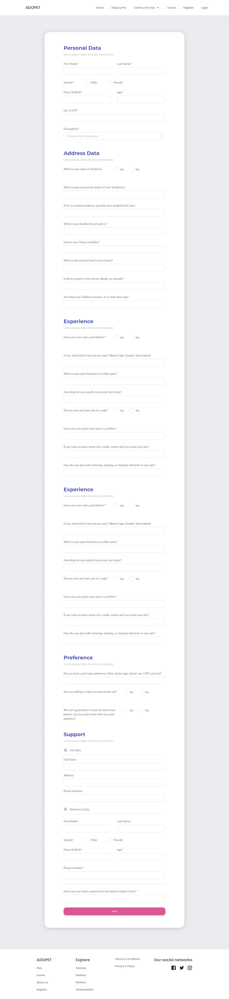 ADOPET
Home Adopt a Pet Community Hub Events Register Login
Personal Data
Lorem ipsum dolor sit amet consectetur.
First Name* Last Name*
Gender* Male Female
Place Of Birth* Age*
No. E-KTP*
Occupation*
Choose Your Occupation
Address Data
Lorem ipsum dolor sit amet consectetur.
What is your type of residence Yes No
What is your ownership status of your residence?
If it's an rented residence, provide your landlord info here
What is your landlord's pet policy?
How is your living condition?
What is the activity level in your home?
Is there anyone in the house allergic to animals?
Are there any children at home, if so state their age?
Experience
Lorem ipsum dolor sit amet consectetur.
Have you ever own a pet before? * Yes No
If yes, what kind of pet do you own? (Breed, Age, Gender, Vaccination)
What is your pets behaviour to other pets?
How long do you usually leave your pet alone?
Do you ever put your pet in a cage? Yes No
Have you ever given your pet to a shelter?
If you have to leave home for a while, where will you leave your pet?
How do you deal with chewing, spoiling, or irregular behavior in your pet?
Experience
Lorem ipsum dolor sit amet consectetur.
Have you ever own a pet before? * Yes No
If yes, what kind of pet do you own? (Breed, Age, Gender, Vaccination)
What is your pets behaviour to other pets?
How long do you usually leave your pet alone?
Do you ever put your pet in a cage? Yes No
Have you ever given your pet to a shelter?
If you have to leave home for a while, where will you leave your pet?
How do you deal with chewing, spoiling, or irregular behavior in your pet?
Preference
Lorem ipsum dolor sit amet consectetur.
Do you have a pet type preference (Size, breed, age, breed, sex, UTD vaccine)?
Are you willing to take your pet to the vet? Yes No
We can't guarantee if a pet has been hurt Yes No
before, can you train them with love and
patience?
Support
Lorem ipsum dolor sit amet consectetur.
Vet Data
Full Name
Address
Phone Number
Reference Data
First Name* Last Name*
Gender* Male Female
Place Of Birth* Age*
Phone Number *
Have you ever been convicted of an animal-related crime? *
Next
ADOPET
Pets
Events
About us
Register
Explore
Partners
Shelters
Reviews
Ambassadors
Terms & Conditions
Privacy & Policy
Our social networks